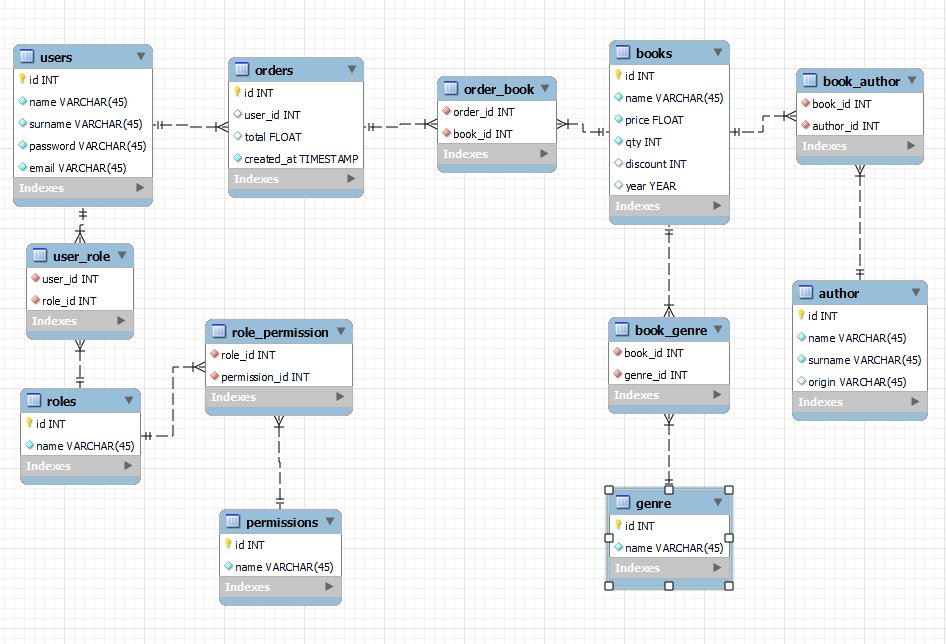 users
id INT
name VARCHAR(45)
surname VARCHAR(45)
password VARCHAR(45)
email VARCHAR(45)
Indexes
orders
id INT
user_id INT
total FLOAT
created_at TIMESTAMP
Indexes
order_book
order_id INT
book_id INT
Indexes
books
id INT
name VARCHAR(45)
price FLOAT
qty INT
discount INT
year YEAR
Indexes
book_author
book_id INT
author_id INT
Indexes
user_role
user_id INT
role_id INT
Indexes
role_permission
role_id INT
permission_id INT
Indexes
book_genre
book_id INT
genre_id INT
Indexes
author
id INT
name VARCHAR(45)
surname VARCHAR(45)
origin VARCHAR(45)
Indexes
roles
id INT
name VARCHAR(45)
Indexes
permissions
id INT
name VARCHAR(45)
Indexes
genre
id INT
name VARCHAR(45)
Indexes